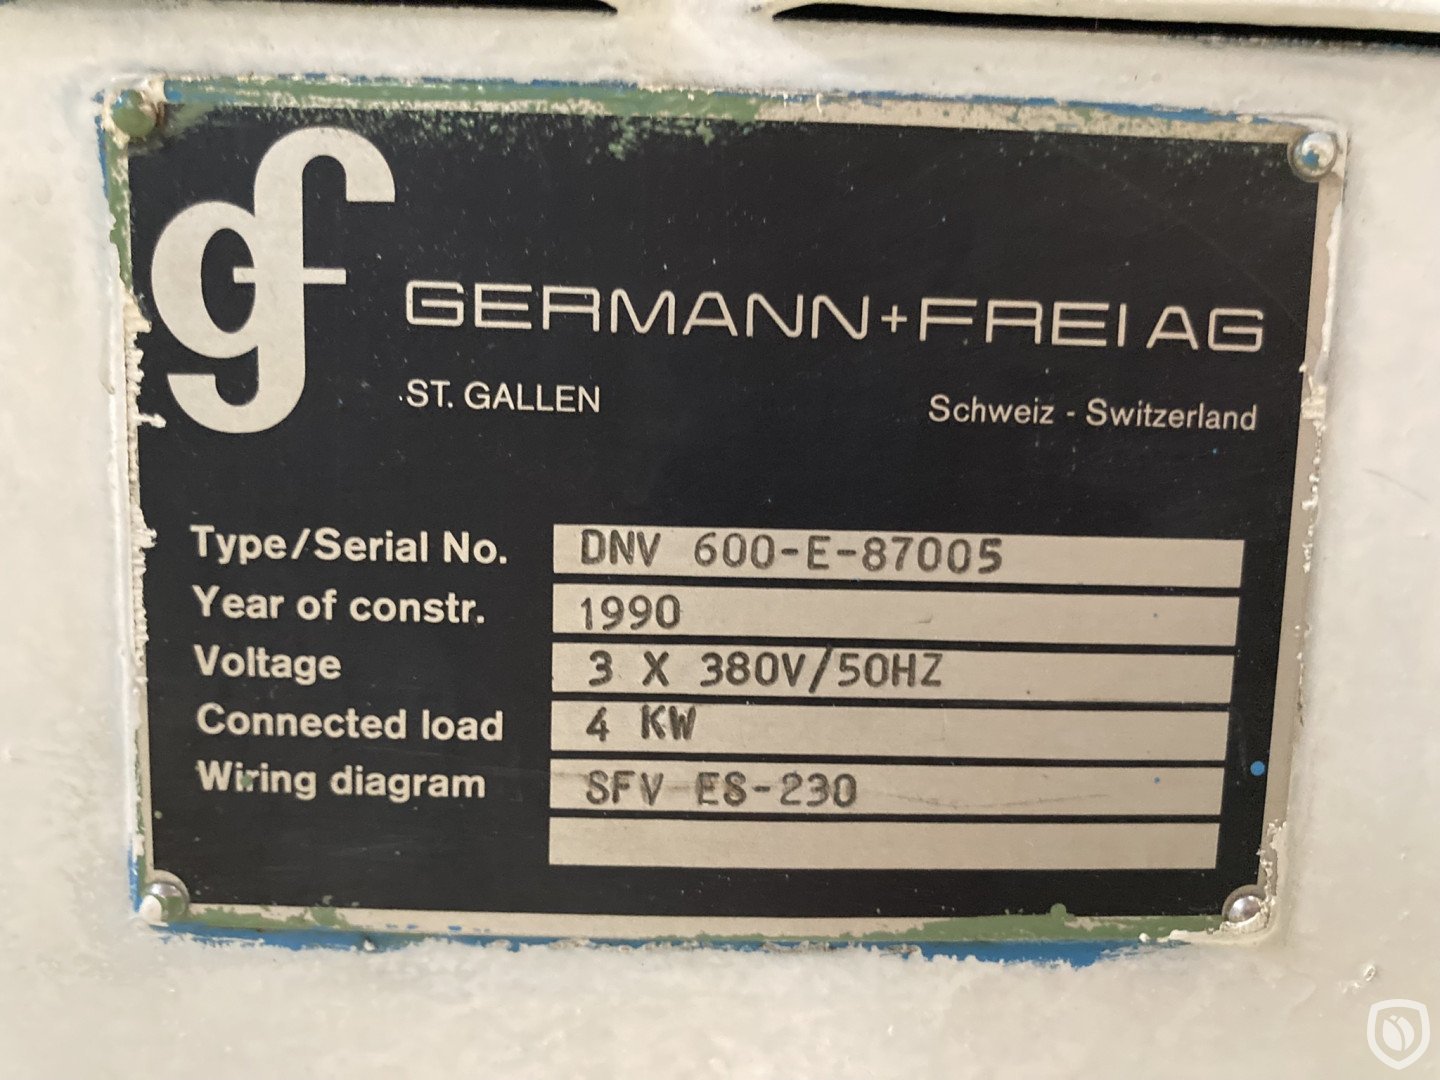 gf
GERMANN+FREI AG
ST. GALLEN Schweiz - Switzerland
Type/Serial No. DNV 600-E-87005
Year of constr. 1990
Voltage 3 X 380V/50HZ
Connected load 4 KW
Wiring diagram SFV ES-230